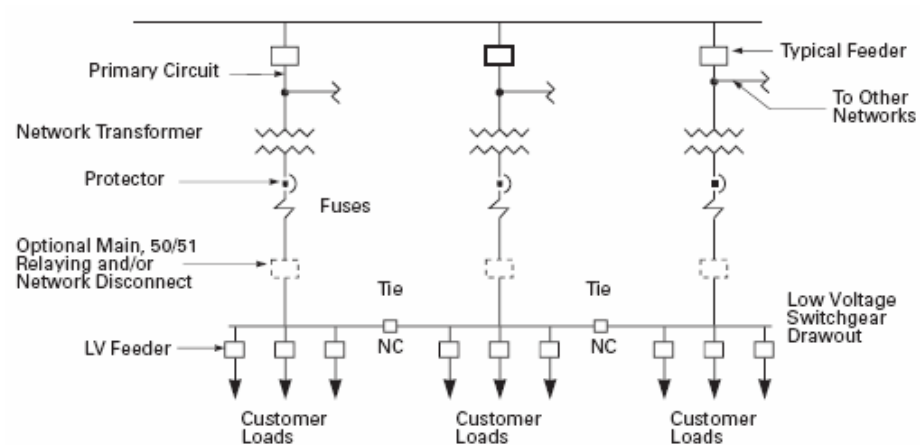 Typical Feeder
Primary Circuit
To Other
Networks
Network Transformer
Protector
Fuses
Optional Main, 50/51
Relaying and/or
Network Disconnect
Tie
Tie
Low Voltage
Switchgear
Drawout
LV Feeder
NC
NC
Customer
Loads
Customer
Loads
Customer
Loads